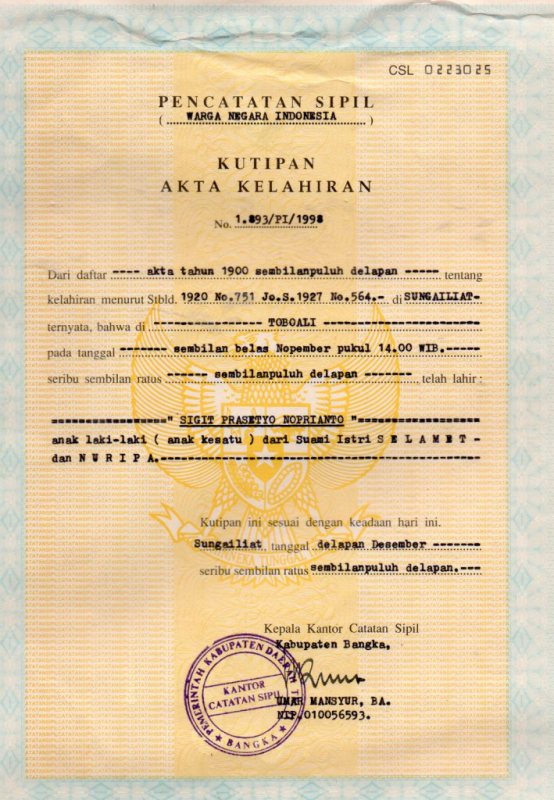 CSL 0223025
PENCATATAN SIPIL
( WARGA NEGARA INDONESIA )
KUTIPAN
AKTA KELAHIRAN
No. 1.893/PI/1998
Dari daftar ---- akta tahun 1900 sembilanpuluh delapan ----- tentang
kelahiran menurut Stbld. 1920 No.751 Jo.S.1927 No.564.- di SUNGAILIAT-
ternyata, bahwa di ---------------- TOBOALI -----------------------
pada tanggal ------- sembilan belas Nopember pukul 14.00 WIB.-----
seribu sembilan ratus ------ sembilanpuluh delapan -------- telah lahir :
================" SIGIT PRASETYO NOPRIANTO "=================
anak laki-laki ( anak kesatu ) dari Suami Istri S E L A M E T -
dan N U R I P A.---------------------------------------------
Kutipan ini sesuai dengan keadaan hari ini.
Sungailiat tanggal delapan Desember -------
seribu sembilan ratus sembilanpuluh delapan.---
Kepala Kantor Catatan Sipil
Kabupaten Bangka,
PEMERINTAH KABUPATEN DAERAH
KANTOR
CATATAN SIPIL
★ BANGKA ★
UMAR MANSYUR, BA.
NIP.010056593.